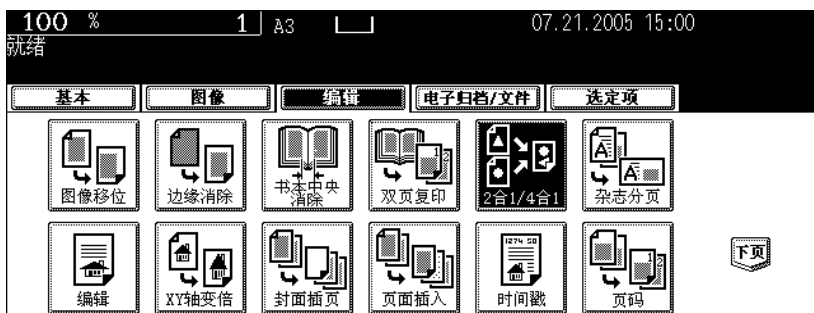 100 % 1 A3 07.21.2005 15:00
就绪
基本 图像 编辑 电子归档/文件 选定项
图像移位 边缘消除 书本中央消除 双页复印 2合1/4合1 杂志分页
下页
编辑 XY轴变倍 封面插页 页面插入 时间戳 页码